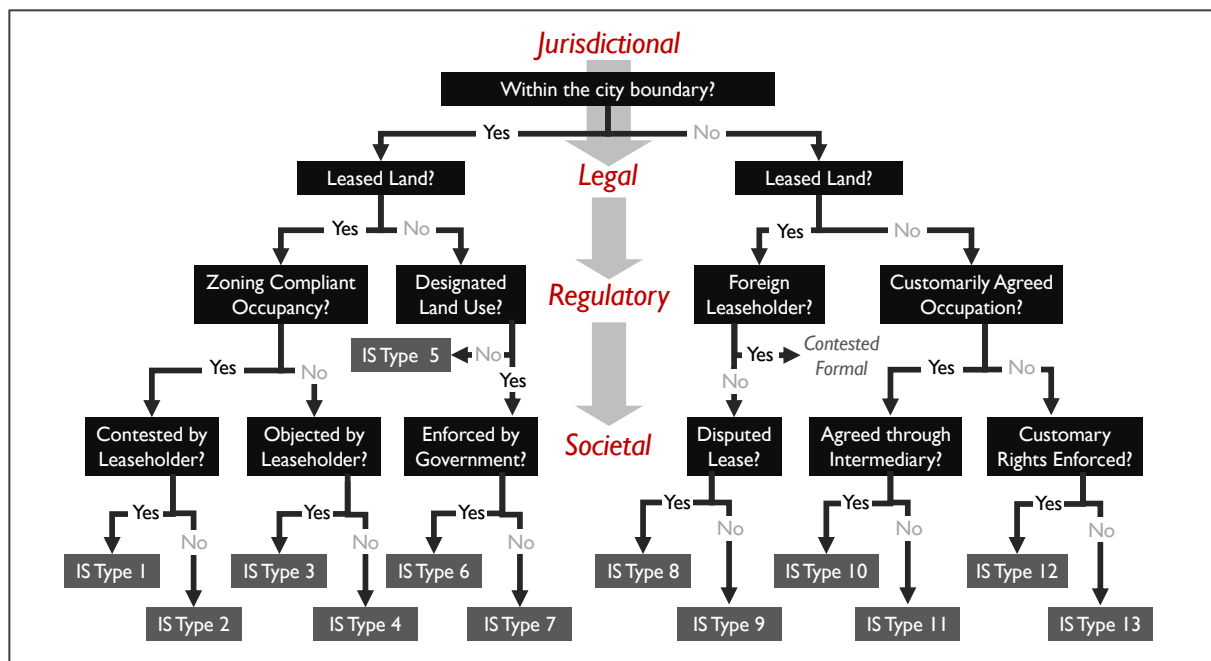 Jurisdictional
Within the city boundary?
Yes
No
Leased Land?
Legal
Leased Land?
Yes
No
Yes
No
Zoning Compliant
Occupancy?
Designated
Land Use?
Regulatory
Foreign
Leaseholder?
Customarily Agreed
Occupation?
IS Type 5
No
Yes
Contested
Formal
Yes
No
Yes
No
Yes
No
Contested by
Leaseholder?
Objected by
Leaseholder?
Enforced by
Government?
Societal
Disputed
Lease?
Agreed through
Intermediary?
Customary
Rights Enforced?
Yes
No
Yes
No
Yes
No
Yes
No
Yes
No
Yes
No
IS Type 1
IS Type 3
IS Type 6
IS Type 8
IS Type 10
IS Type 12
IS Type 2
IS Type 4
IS Type 7
IS Type 9
IS Type 11
IS Type 13